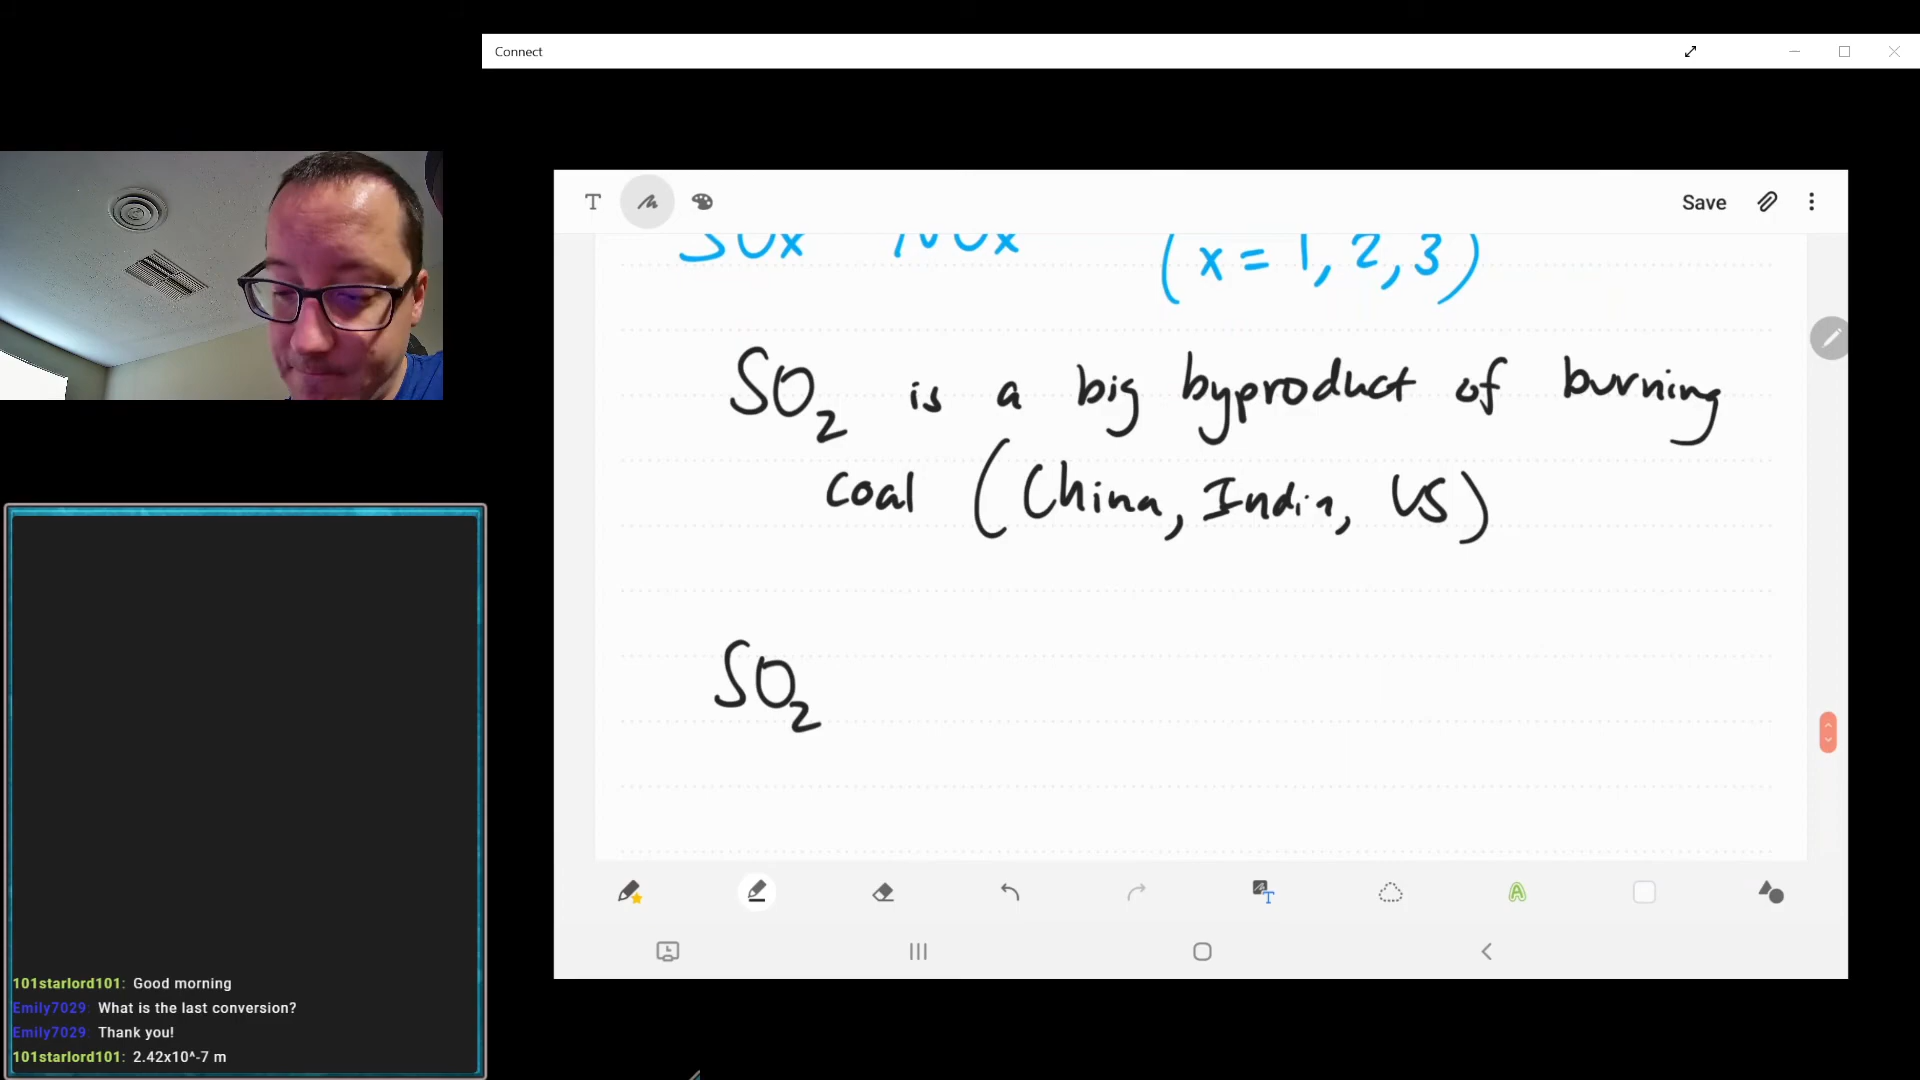 Connect
T
Save
SOx NOx (x = 1, 2, 3)
SO₂ is a big byproduct of burning
coal (China, India, US)
SO₂
T
A
101starlord101: Good morning
Emily7029: What is the last conversion?
Emily7029: Thank you!
101starlord101: 2.42x10^-7 m